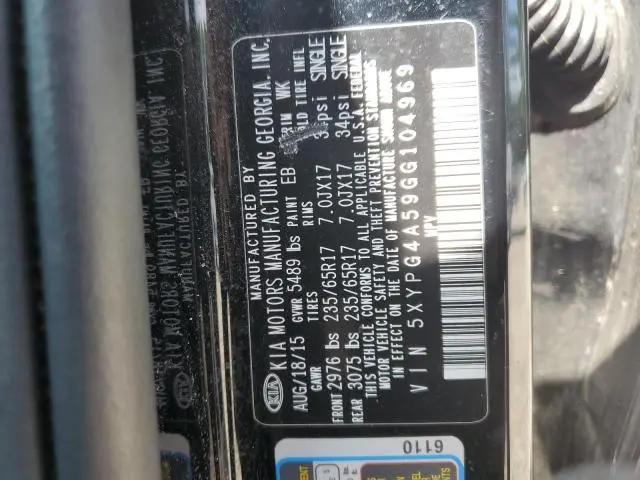 MANUFACTURED BY
KIA KIA MOTORS MANUFACTURING GEORGIA, INC.
AUG/18/15 GVWR 5489 lbs PAINT EB TRIM WK
GAWR TIRES RIMS COLD TIRE INFL
FRONT 2976 lbs 235/65R17 7.0JX17 34psi SINGLE
REAR 3075 lbs 235/65R17 7.0JX17 34psi SINGLE
THIS VEHICLE CONFORMS TO ALL APPLICABLE U.S.A. FEDERAL
MOTOR VEHICLE SAFETY AND THEFT PREVENTION STANDARDS
IN EFFECT ON THE DATE OF MANUFACTURE SHOWN ABOVE
VIN 5XYPG4A59GG104969
MPV
6110